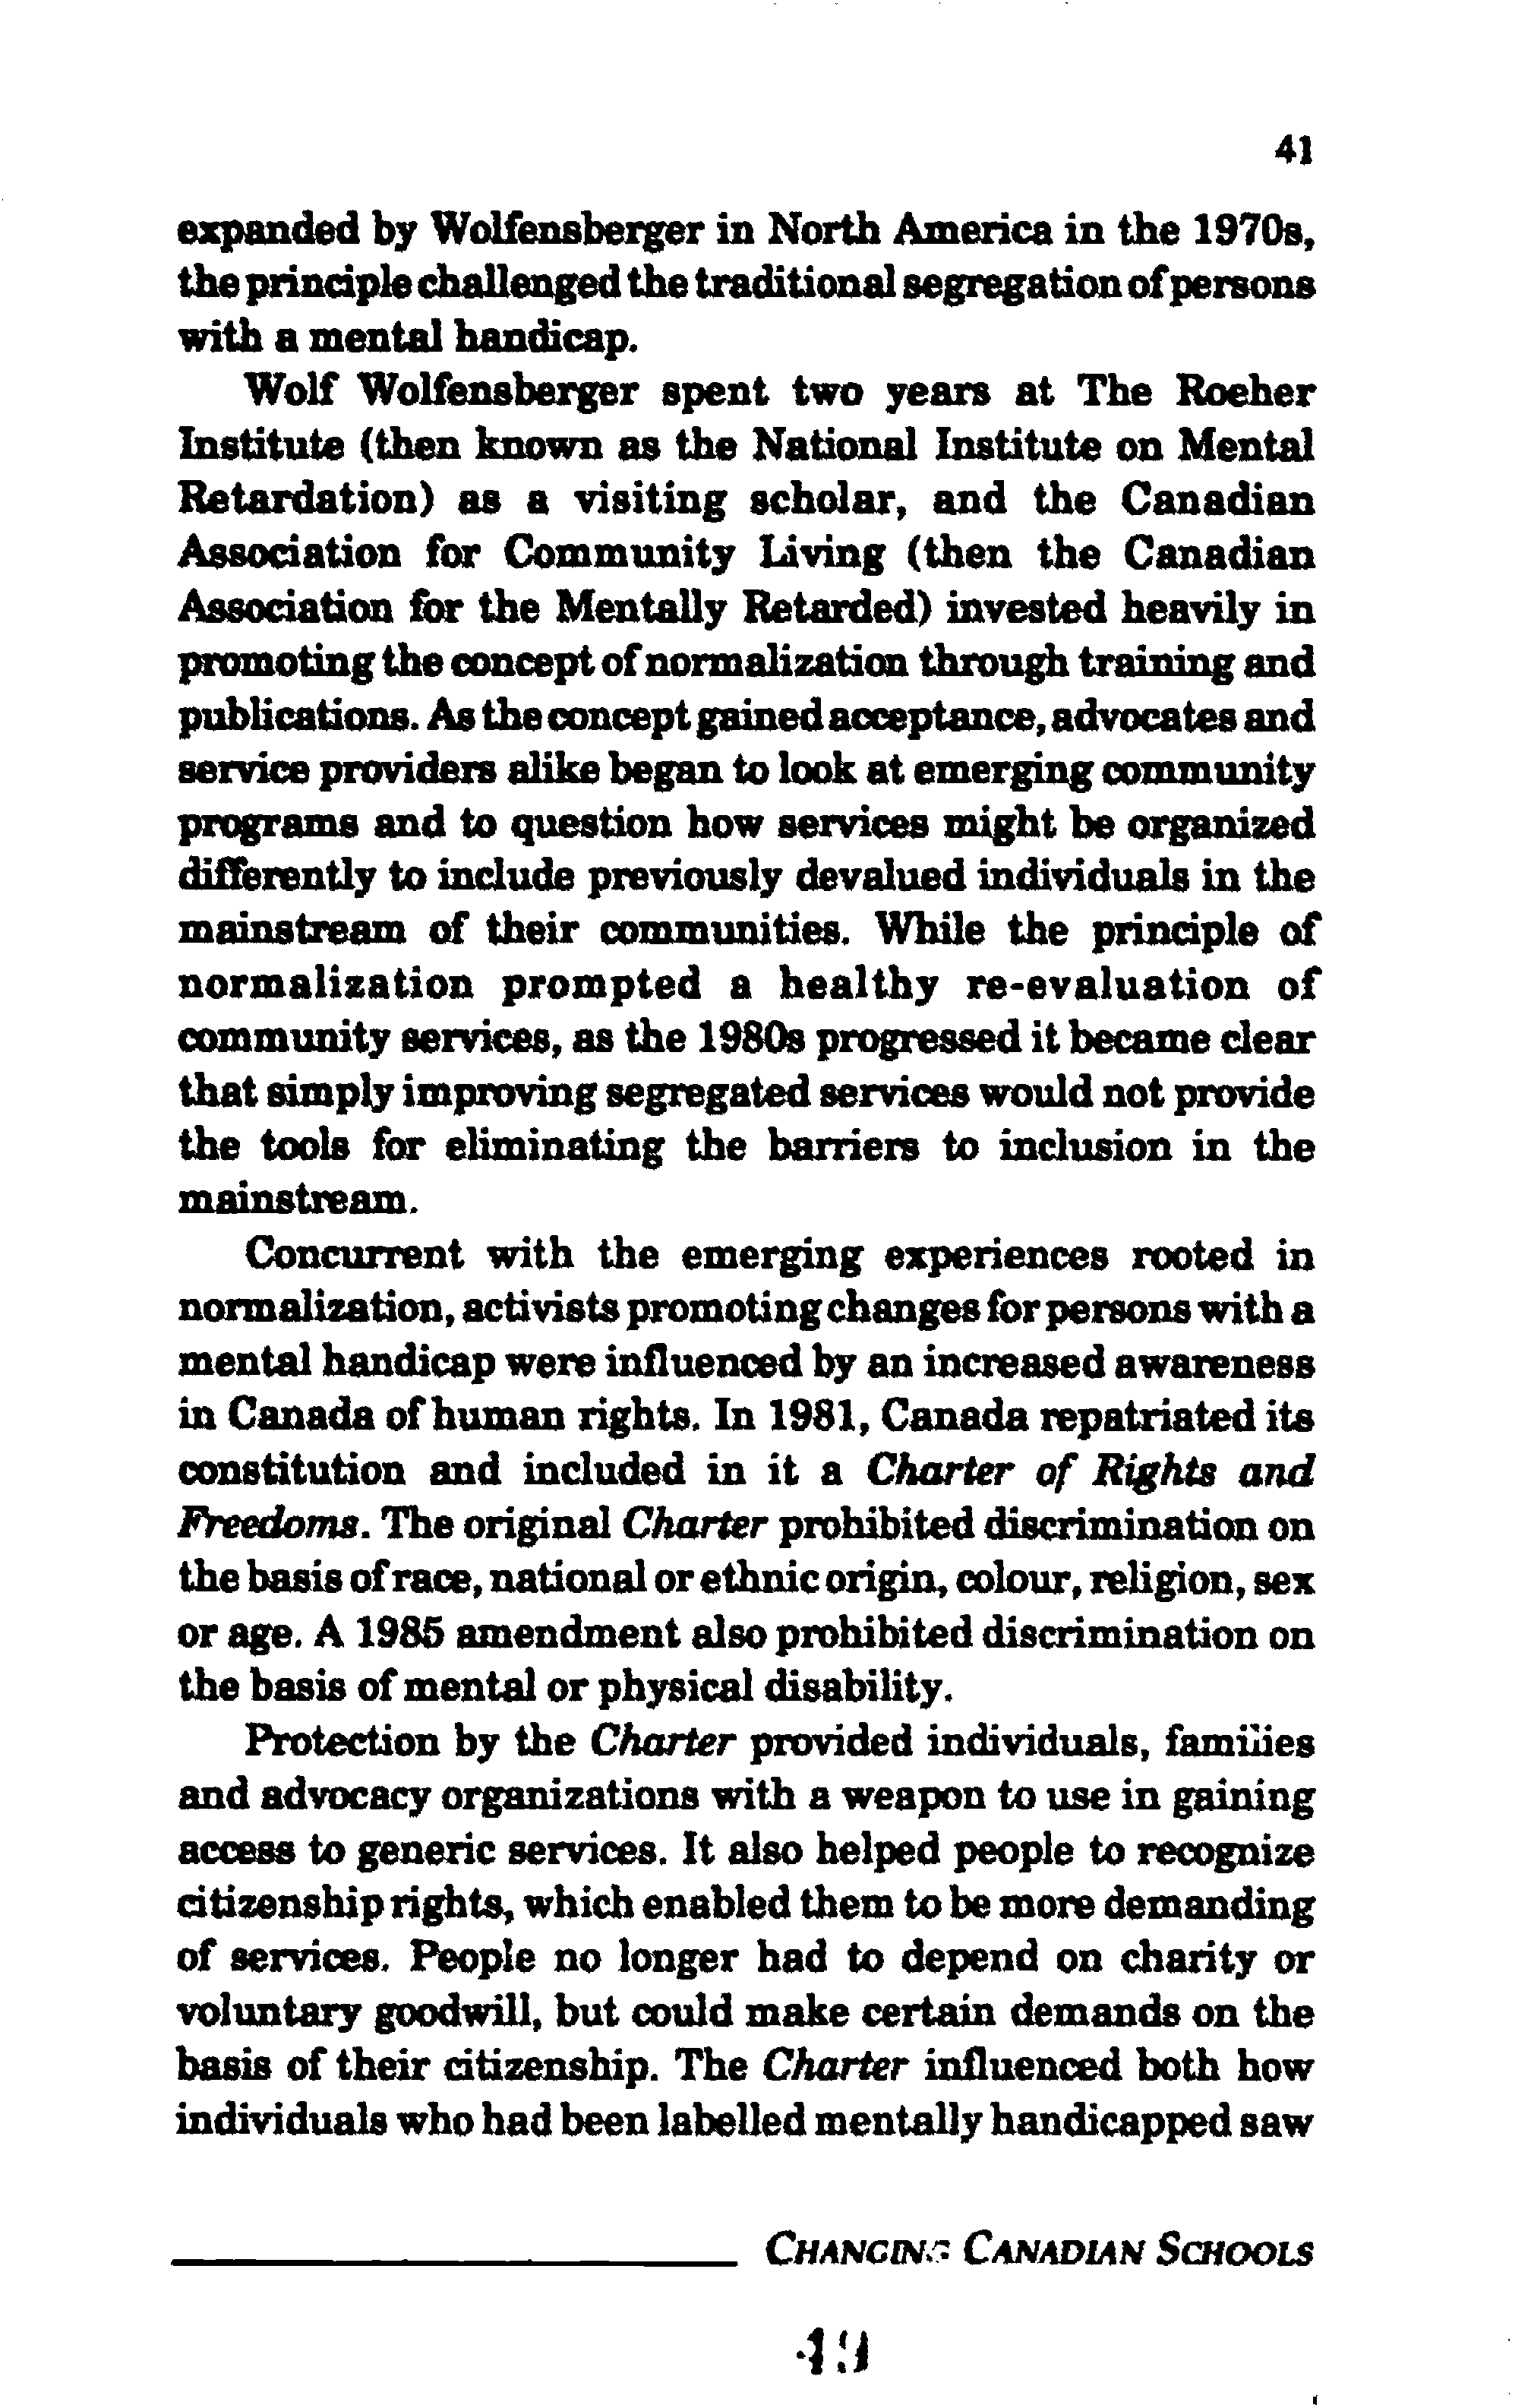 41
expanded by Wolfensberger in North America in the 1970s,
the principle challenged the traditional segregation of persons
with a mental handicap.
Wolf Wolfensberger spent two years at The Roeher
Institute (then known as the National Institute on Mental
Retardation) as a visiting scholar, and the Canadian
Association for Community Living (then the Canadian
Association for the Mentally Retarded) invested heavily in
promoting the concept of normalization through training and
publications. As the concept gained acceptance, advocates and
service providers alike began to look at emerging community
programs and to question how services might be organized
differently to include previously devalued individuals in the
mainstream of their communities. While the principle of
normalization prompted a healthy re-evaluation of
community services, as the 1980s progressed it became clear
that simply improving segregated services would not provide
the tools for eliminating the barriers to inclusion in the
mainstream.
Concurrent with the emerging experiences rooted in
normalization, activists promoting changes for persons with a
mental handicap were influenced by an increased awareness
in Canada of human rights. In 1981, Canada repatriated its
constitution and included in it a Charter of Rights and
Freedoms. The original Charter prohibited discrimination on
the basis of race, national or ethnic origin, colour, religion, sex
or age. A 1985 amendment also prohibited discrimination on
the basis of mental or physical disability.
Protection by the Charter provided individuals, families
and advocacy organizations with a weapon to use in gaining
access to generic services. It also helped people to recognize
citizenship rights, which enabled them to be more demanding
of services. People no longer had to depend on charity or
voluntary goodwill, but could make certain demands on the
basis of their citizenship. The Charter influenced both how
individuals who had been labelled mentally handicapped saw
CHANGING CANADIAN SCHOOLS